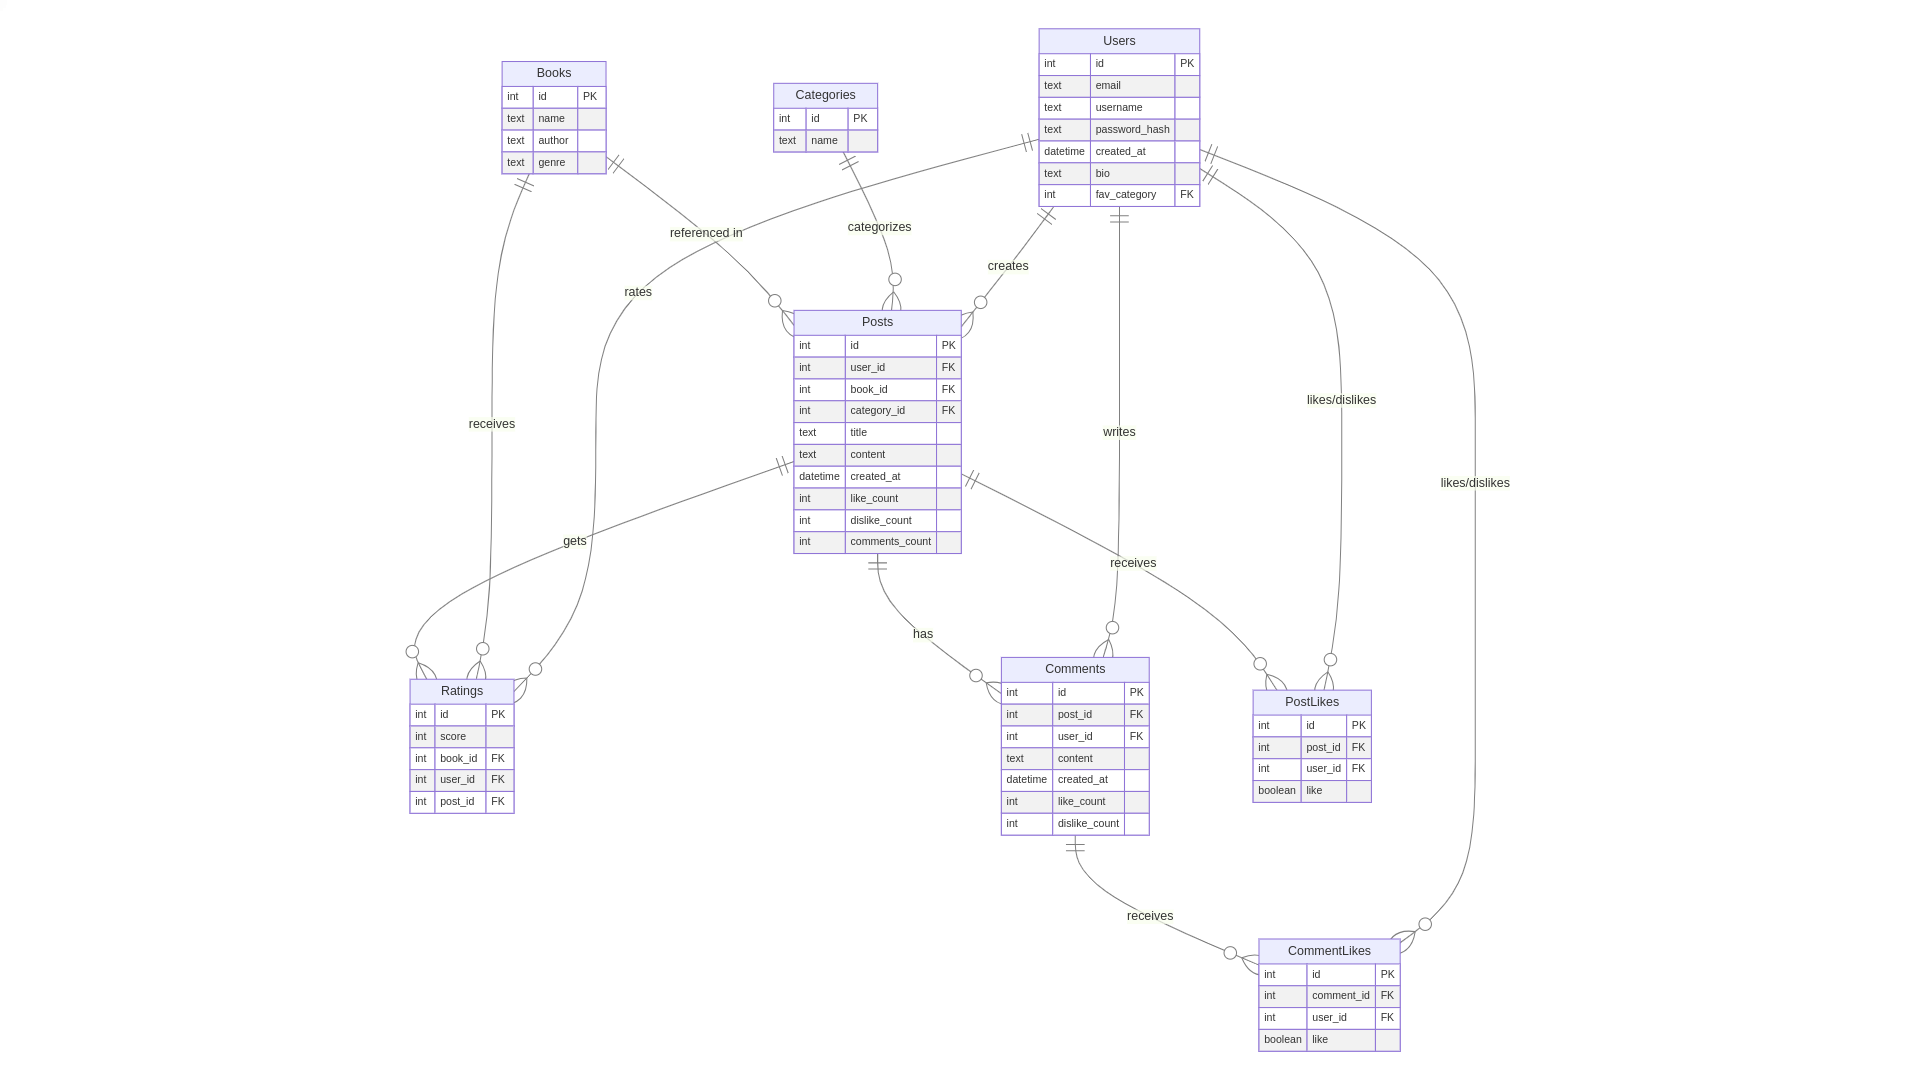 Users
int id PK
text email
text username
text password_hash
datetime created_at
text bio
int fav_category FK
Books
int id PK
text name
text author
text genre
Categories
int id PK
text name
referenced in
categorizes
creates
rates
Posts
int id PK
int user_id FK
int book_id FK
int category_id FK
text title
text content
datetime created_at
int like_count
int dislike_count
int comments_count
likes/dislikes
receives
writes
likes/dislikes
gets
receives
has
Comments
int id PK
int post_id FK
int user_id FK
text content
datetime created_at
int like_count
int dislike_count
Ratings
int id PK
int score
int book_id FK
int user_id FK
int post_id FK
PostLikes
int id PK
int post_id FK
int user_id FK
boolean like
receives
CommentLikes
int id PK
int comment_id FK
int user_id FK
boolean like